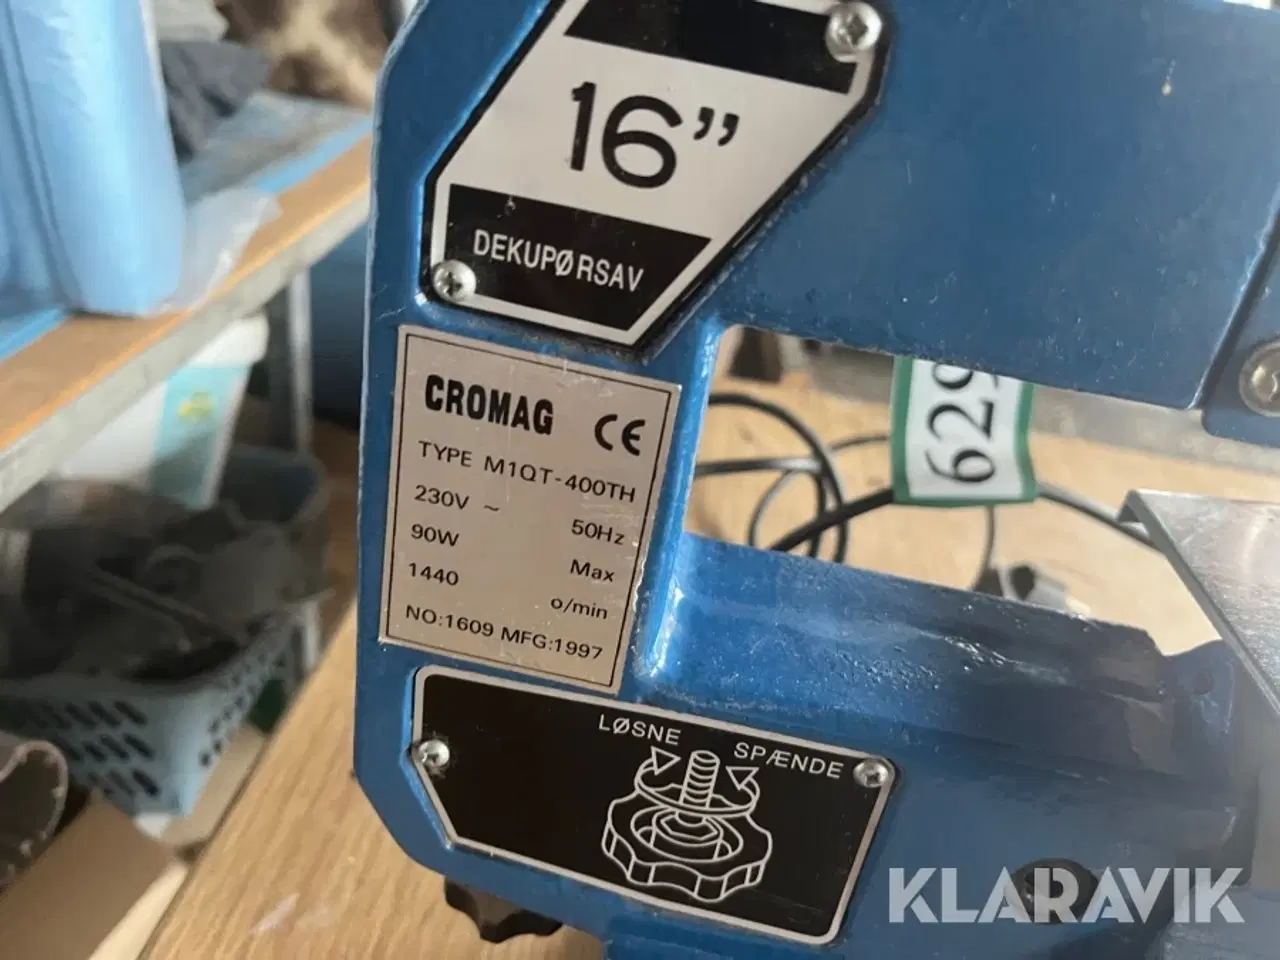 16"
DEKUPØRSAV
CROMAG CE
TYPE M1QT-400TH
230V ~ 50Hz
90W Max
1440 o/min
NO:1609 MFG:1997
LØSNE SPÆNDE
629
KLARAVIK